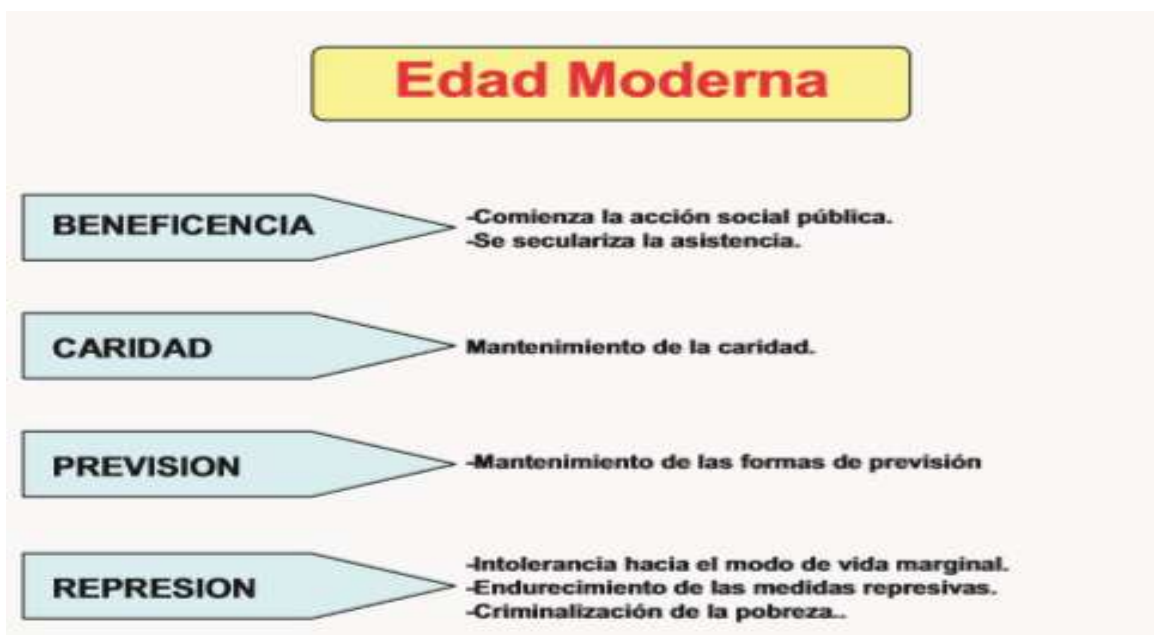 Edad Moderna
BENEFICENCIA
-Comienza la acción social pública.
-Se seculariza la asistencia.
CARIDAD
Mantenimiento de la caridad.
PREVISION
-Mantenimiento de las formas de previsión
REPRESION
-Intolerancia hacia el modo de vida marginal.
-Endurecimiento de las medidas represivas.
-Criminalización de la pobreza..